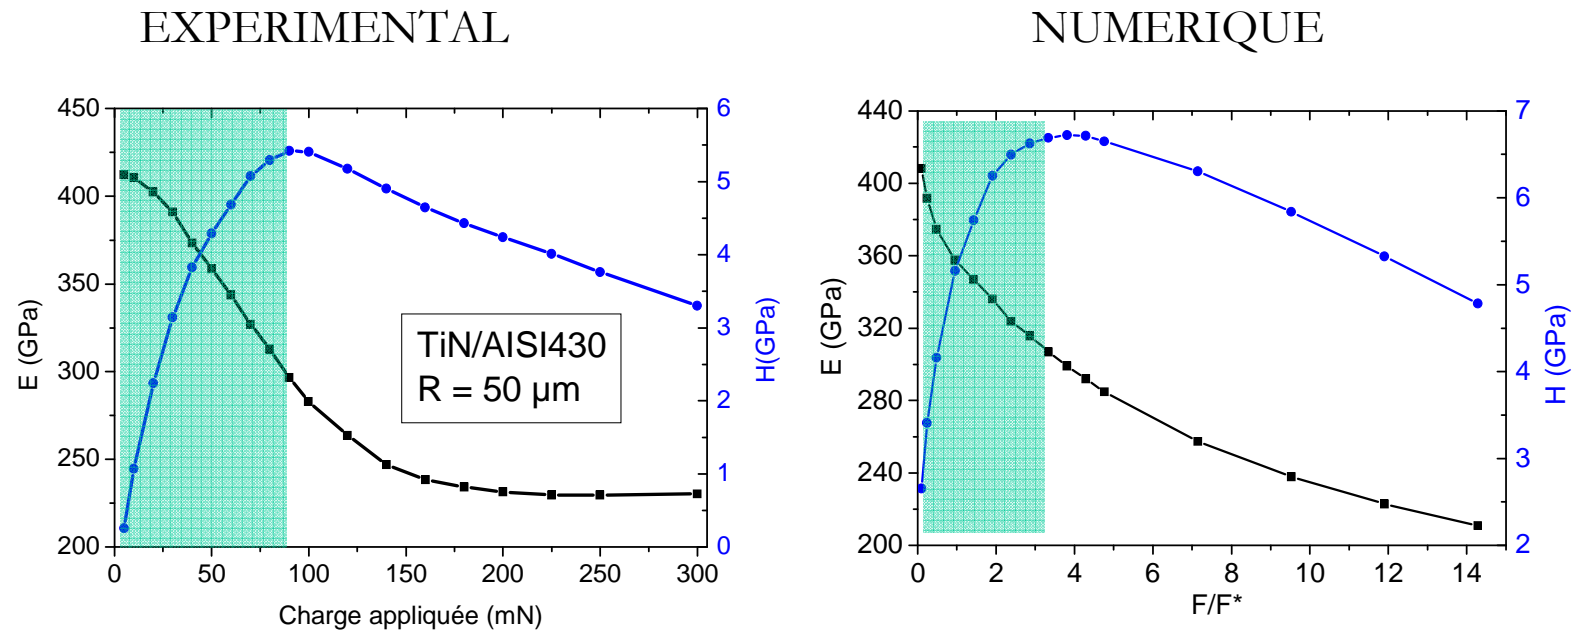 EXPERIMENTAL
NUMERIQUE
450
400
350
300
250
200
E (GPa)
6
5
4
3
2
1
0
H(GPa)
TiN/AISI430
R = 50 µm
0 50 100 150 200 250 300
Charge appliquée (mN)
440
400
360
320
280
240
200
E (GPa)
7
6
5
4
3
2
H (GPa)
0 2 4 6 8 10 12 14
F/F*